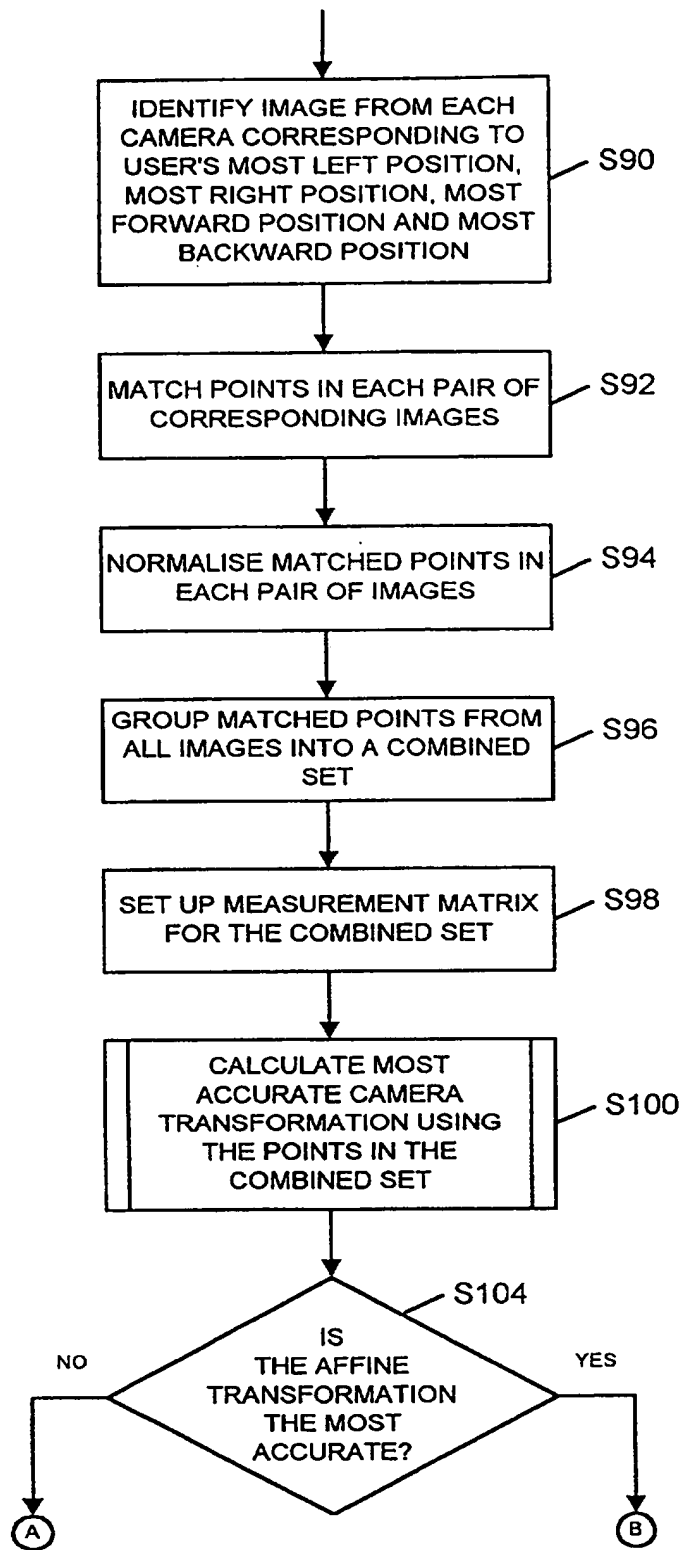 IDENTIFY IMAGE FROM EACH
CAMERA CORRESPONDING TO
USER'S MOST LEFT POSITION,
MOST RIGHT POSITION, MOST
FORWARD POSITION AND MOST
BACKWARD POSITION
S90
MATCH POINTS IN EACH PAIR OF
CORRESPONDING IMAGES
S92
NORMALISE MATCHED POINTS IN
EACH PAIR OF IMAGES
S94
GROUP MATCHED POINTS FROM
ALL IMAGES INTO A COMBINED
SET
S96
SET UP MEASUREMENT MATRIX
FOR THE COMBINED SET
S98
CALCULATE MOST
ACCURATE CAMERA
TRANSFORMATION USING
THE POINTS IN THE
COMBINED SET
S100
S104
IS
THE AFFINE
TRANSFORMATION
THE MOST
ACCURATE?
NO
YES
A
B